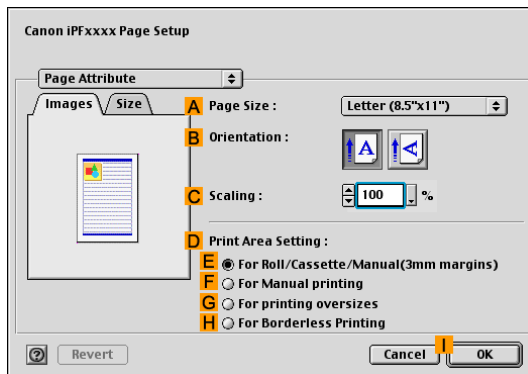 Canon iPFxxxx Page Setup
Page Attribute
Images Size
A Page Size : Letter (8.5"x11")
B Orientation : A A
C Scaling : 100 %
D Print Area Setting :
E For Roll/Cassette/Manual(3mm margins)
F For Manual printing
G For printing oversizes
H For Borderless Printing
? Revert Cancel I OK